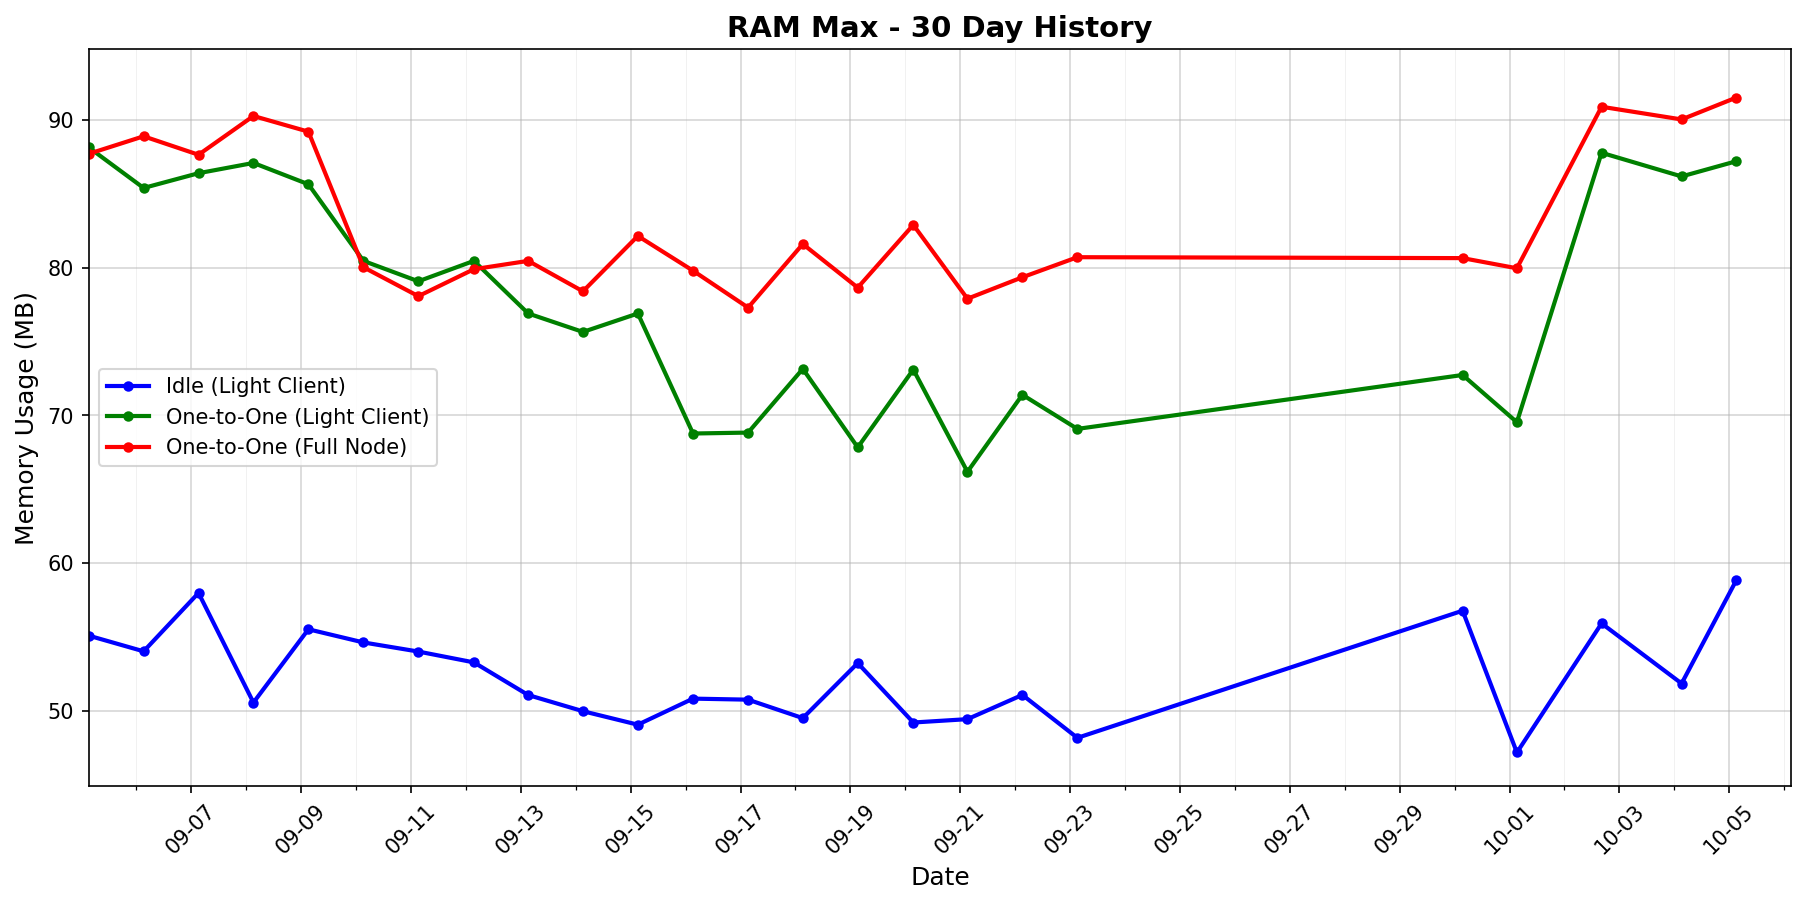 RAM Max - 30 Day History
Memory Usage (MB)
90
80
70
60
50
Idle (Light Client)
One-to-One (Light Client)
One-to-One (Full Node)
09-07 09-09 09-11 09-13 09-15 09-17 09-19 09-21 09-23 09-25 09-27 09-29 10-01 10-03 10-05
Date